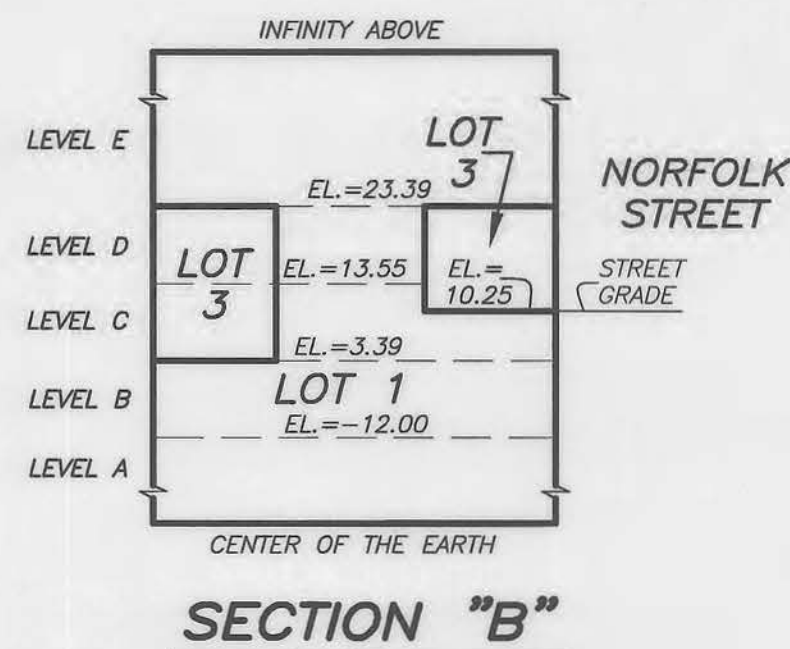 INFINITY ABOVE
LEVEL E
LOT
3
EL.=23.39
NORFOLK
STREET
LEVEL D
LOT
3
EL.=13.55
EL.=
10.25
STREET
GRADE
LEVEL C
EL.=3.39
LEVEL B
LOT 1
EL.=-12.00
LEVEL A
CENTER OF THE EARTH
SECTION "B"